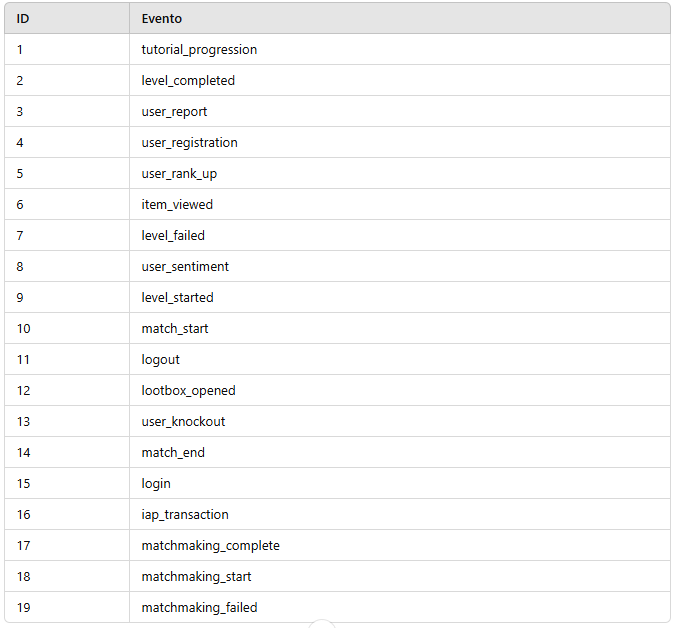 ID Evento
1 tutorial_progression
2 level_completed
3 user_report
4 user_registration
5 user_rank_up
6 item_viewed
7 level_failed
8 user_sentiment
9 level_started
10 match_start
11 logout
12 lootbox_opened
13 user_knockout
14 match_end
15 login
16 iap_transaction
17 matchmaking_complete
18 matchmaking_start
19 matchmaking_failed